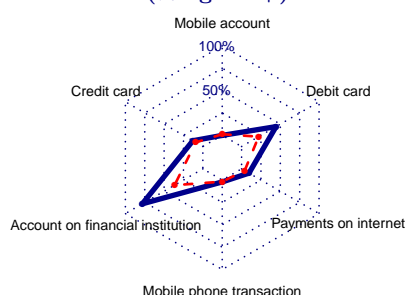 Mobile account
100%
Credit card
50%
Debit card
Account on financial institution
Payments on internet
Mobile phone transaction